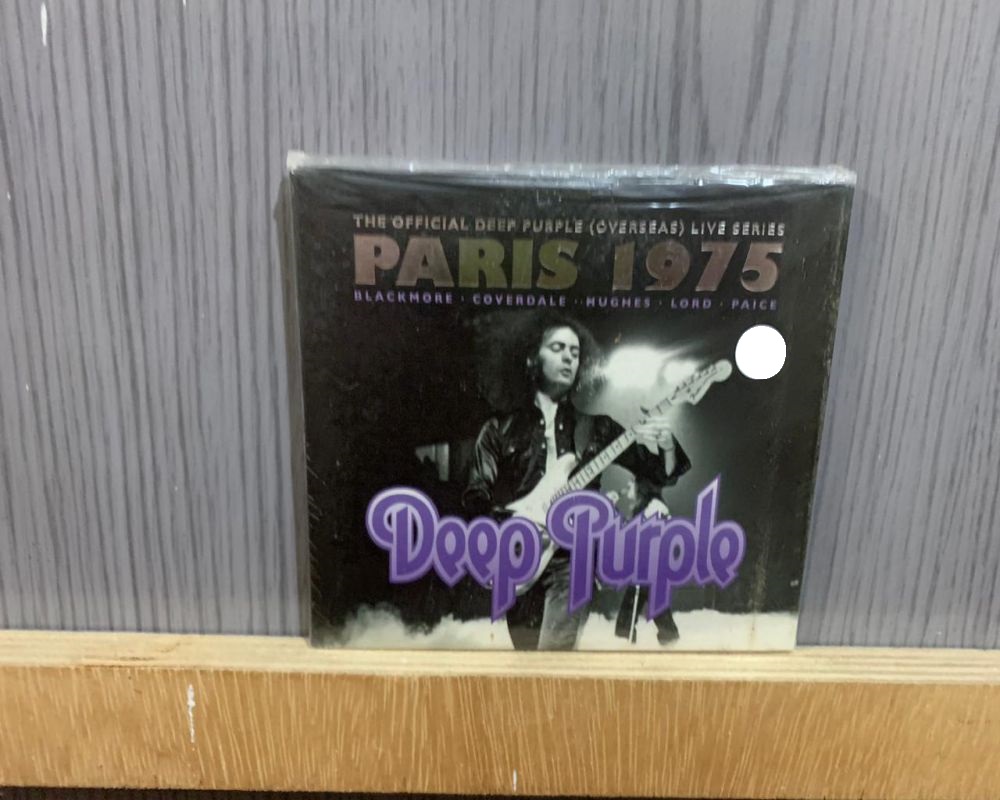 THE OFFICIAL DEEP PURPLE (OVERSEAS) LIVE SERIES
PARIS 1975
BLACKMORE · COVERDALE · HUGHES · LORD · PAICE
Deep Purple